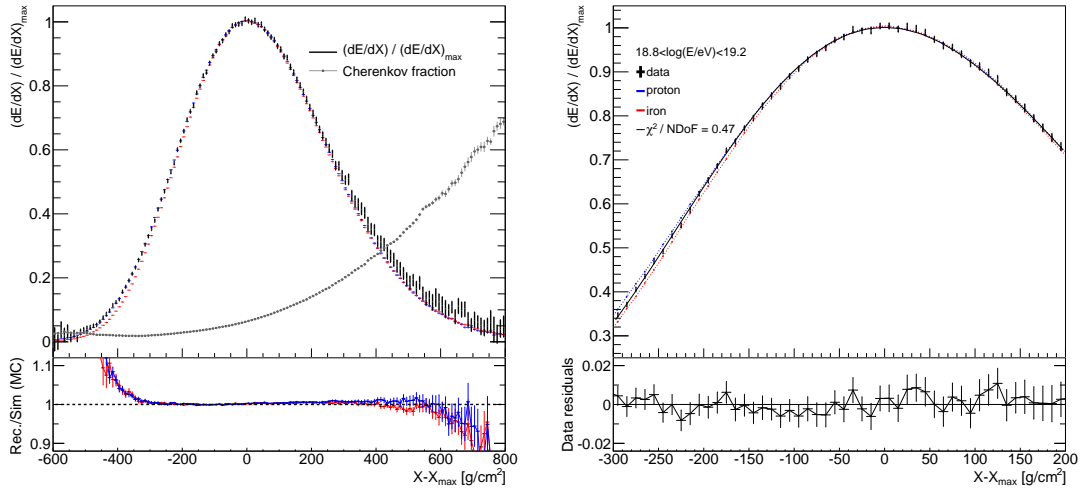 (dE/dX) / (dE/dX)max
1
0.8
0.6
0.4
0.2
0
(dE/dX) / (dE/dX)max
Cherenkov fraction
Rec./Sim (MC)
1.1
1.0
0.9
-600 -400 -200 0 200 400 600 800
X-Xmax [g/cm²]
(dE/dX) / (dE/dX)max
1
0.9
0.8
0.7
0.6
0.5
0.4
0.3
18.8<log(E/eV)<19.2
data
proton
iron
χ² / NDoF = 0.47
Data residuals
0.02
0
-0.02
-300 -250 -200 -150 -100 -50 0 50 100 150 200
X-Xmax [g/cm²]